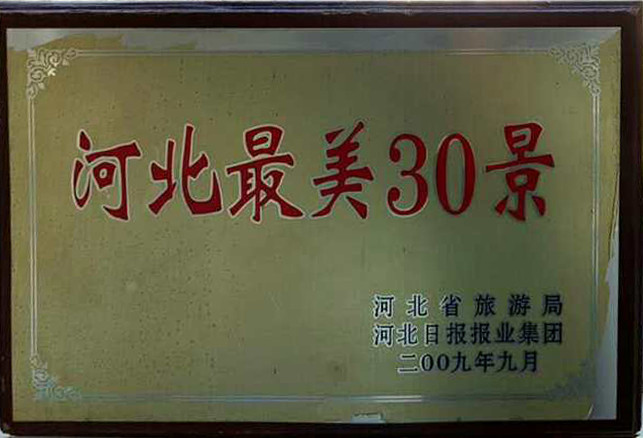 河北最美30景
河北省旅游局
河北日报报业集团
二00九年九月